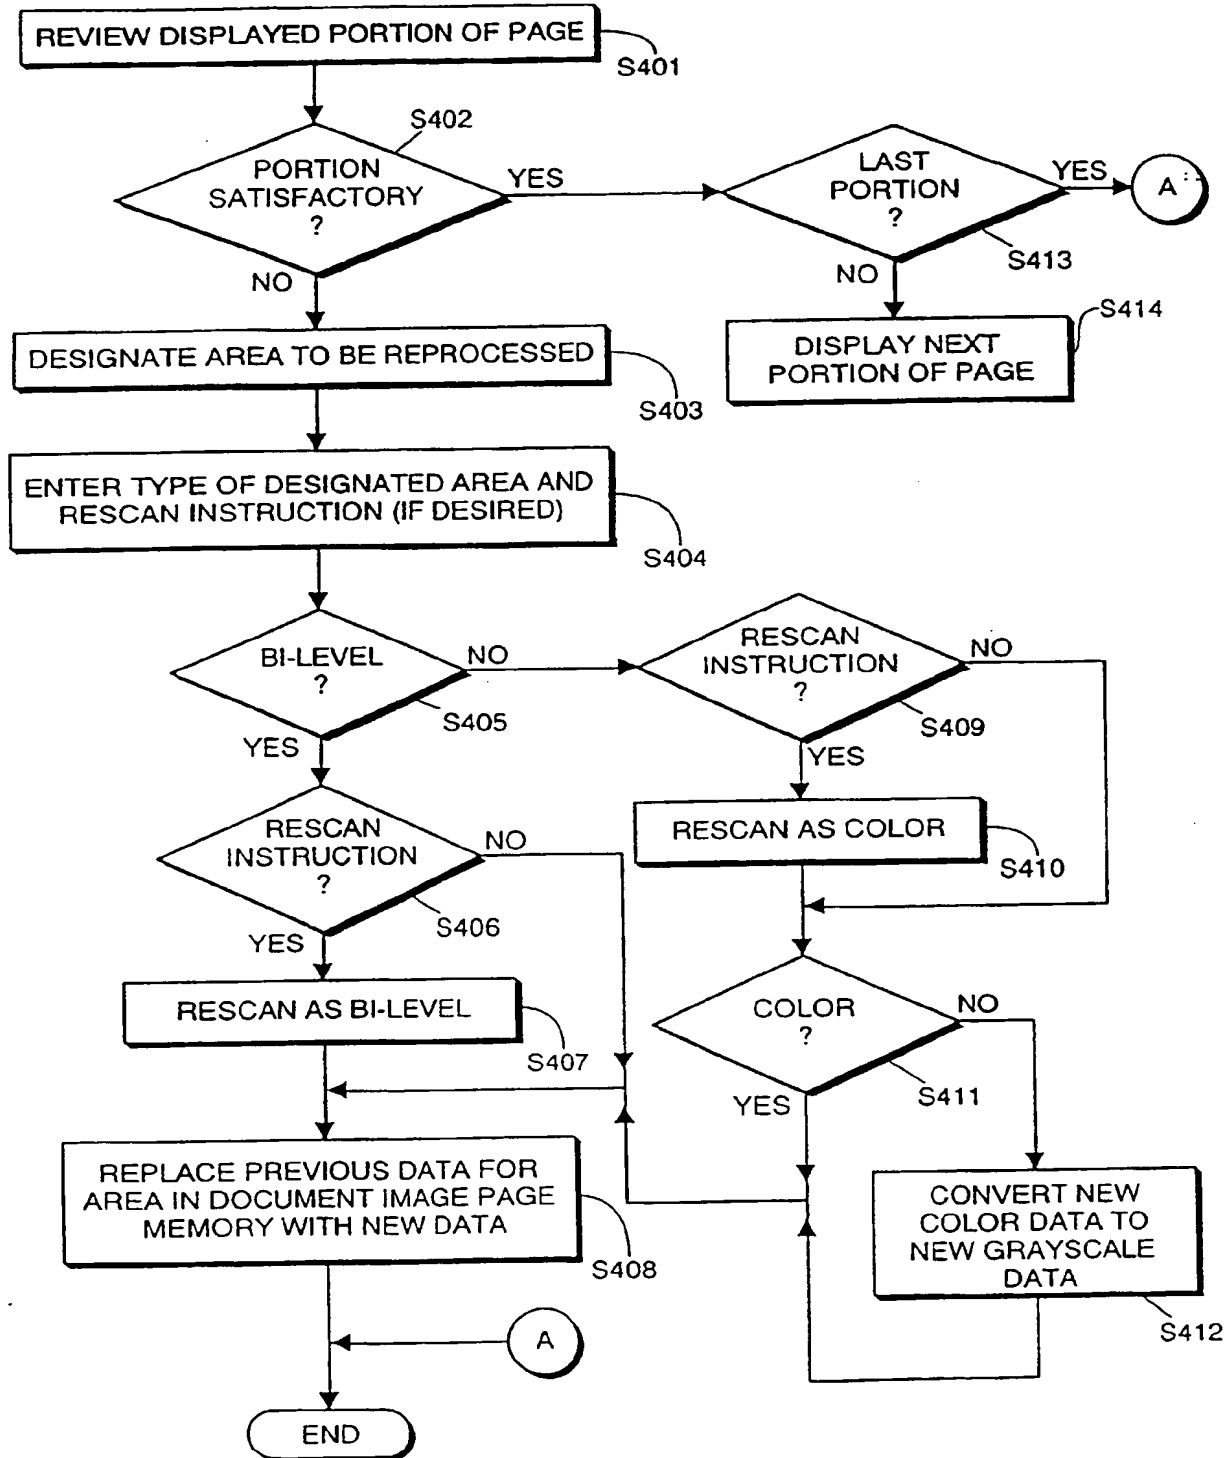 REVIEW DISPLAYED PORTION OF PAGE
S401
S402
PORTION
SATISFACTORY
?
YES
NO
LAST
PORTION
?
YES
A
S413
NO
S414
DISPLAY NEXT
PORTION OF PAGE
DESIGNATE AREA TO BE REPROCESSED
S403
ENTER TYPE OF DESIGNATED AREA AND
RESCAN INSTRUCTION (IF DESIRED)
S404
BI-LEVEL
?
NO
S405
YES
RESCAN
INSTRUCTION
?
NO
S409
YES
RESCAN AS COLOR
S410
RESCAN
INSTRUCTION
?
NO
S406
YES
RESCAN AS BI-LEVEL
S407
COLOR
?
NO
S411
YES
REPLACE PREVIOUS DATA FOR
AREA IN DOCUMENT IMAGE PAGE
MEMORY WITH NEW DATA
S408
CONVERT NEW
COLOR DATA TO
NEW GRAYSCALE
DATA
S412
A
END